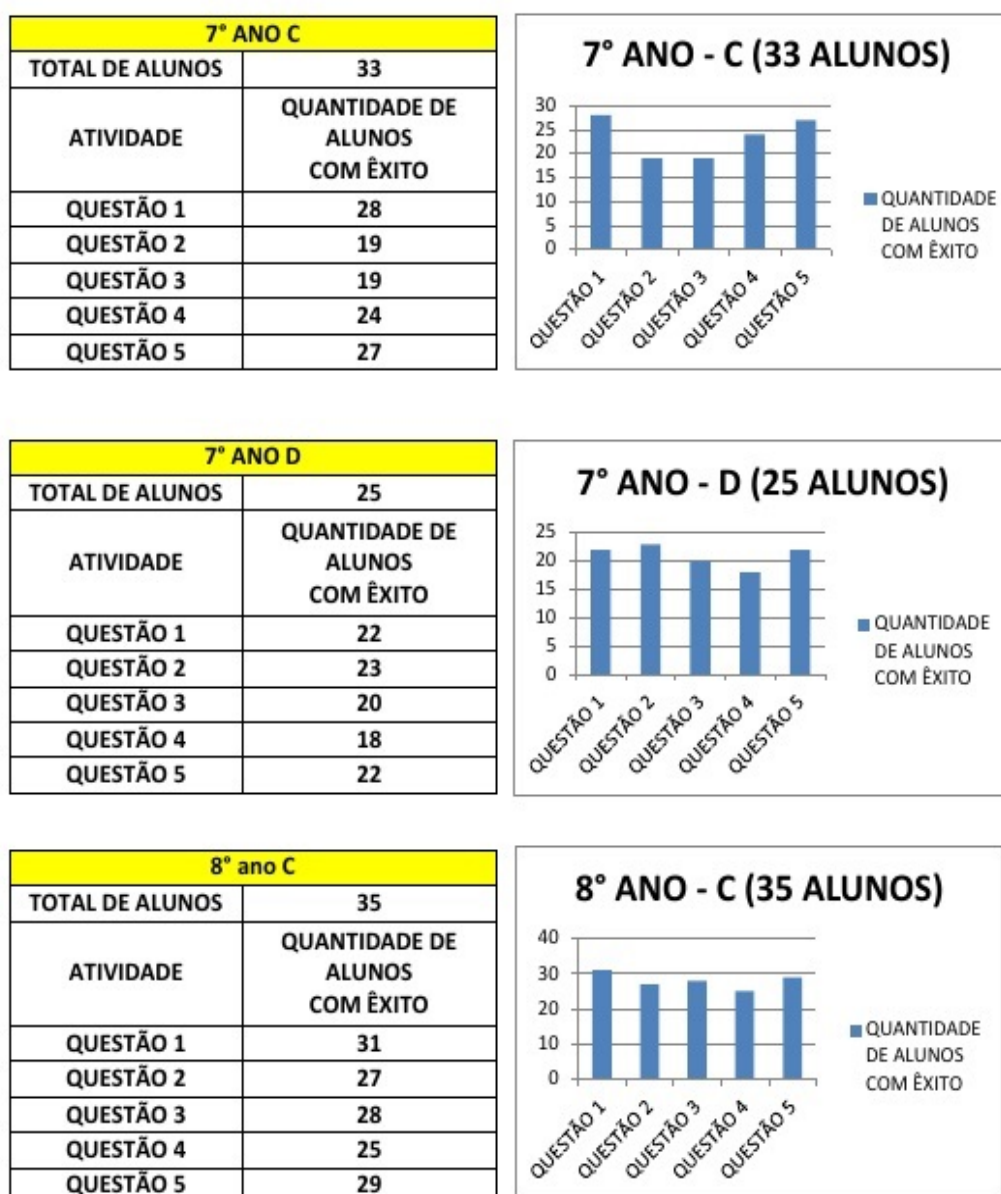 7° ANO C
TOTAL DE ALUNOS 33
ATIVIDADE QUANTIDADE DE
ALUNOS
COM ÊXITO
QUESTÃO 1 28
QUESTÃO 2 19
QUESTÃO 3 19
QUESTÃO 4 24
QUESTÃO 5 27
7° ANO - C (33 ALUNOS)
30
25
20
15
10
5
0
QUESTÃO 1
QUESTÃO 2
QUESTÃO 3
QUESTÃO 4
QUESTÃO 5
QUANTIDADE
DE ALUNOS
COM ÊXITO
7° ANO D
TOTAL DE ALUNOS 25
ATIVIDADE QUANTIDADE DE
ALUNOS
COM ÊXITO
QUESTÃO 1 22
QUESTÃO 2 23
QUESTÃO 3 20
QUESTÃO 4 18
QUESTÃO 5 22
7° ANO - D (25 ALUNOS)
25
20
15
10
5
0
QUESTÃO 1
QUESTÃO 2
QUESTÃO 3
QUESTÃO 4
QUESTÃO 5
QUANTIDADE
DE ALUNOS
COM ÊXITO
8° ano C
TOTAL DE ALUNOS 35
ATIVIDADE QUANTIDADE DE
ALUNOS
COM ÊXITO
QUESTÃO 1 31
QUESTÃO 2 27
QUESTÃO 3 28
QUESTÃO 4 25
QUESTÃO 5 29
8° ANO - C (35 ALUNOS)
40
30
20
10
0
QUESTÃO 1
QUESTÃO 2
QUESTÃO 3
QUESTÃO 4
QUESTÃO 5
QUANTIDADE
DE ALUNOS
COM ÊXITO